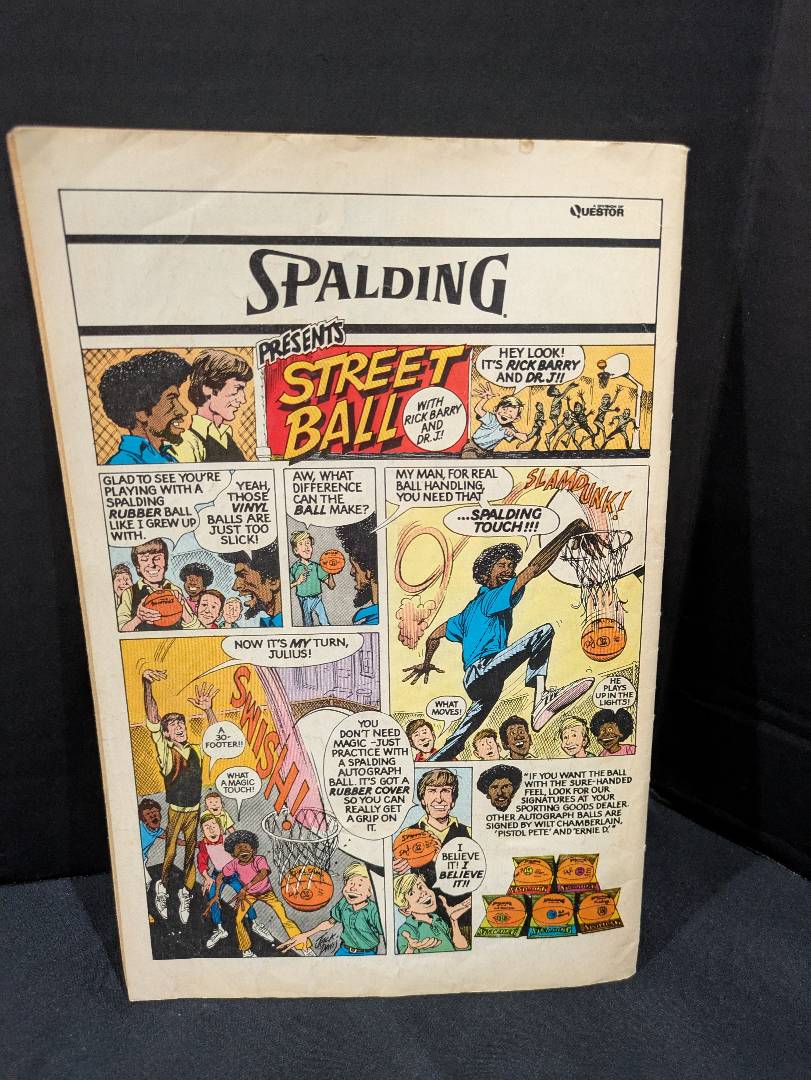 A DIVISION OF
QUESTOR
SPALDING
PRESENTS
STREET
BALL
WITH
RICK BARRY
AND
DR. J!
HEY LOOK!
IT'S RICK BARRY
AND DR. J!!
GLAD TO SEE YOU'RE
PLAYING WITH A
SPALDING
RUBBER BALL
LIKE I GREW UP
WITH.
YEAH,
THOSE
VINYL
BALLS ARE
JUST TOO
SLICK!
AW, WHAT
DIFFERENCE
CAN THE
BALL MAKE?
MY MAN, FOR REAL
BALL HANDLING,
YOU NEED THAT
...SPALDING
TOUCH!!!
SLAMDUNK!
WHAT
MOVES!
HE
PLAYS
UP IN THE
LIGHTS!
NOW IT'S MY TURN,
JULIUS!
SWISH!
A
30-
FOOTER!!
WHAT
A MAGIC
TOUCH!
YOU
DON'T NEED
MAGIC - JUST
PRACTICE WITH
A SPALDING
AUTOGRAPH
BALL. IT'S GOT A
RUBBER COVER
SO YOU CAN
REALLY GET
A GRIP ON
IT.
JACK
DAVIS
SPALDING
I
BELIEVE
IT! I
BELIEVE
IT!!
"IF YOU WANT THE BALL
WITH THE SURE-HANDED
FEEL, LOOK FOR OUR
SIGNATURES AT YOUR
SPORTING GOODS DEALER.
OTHER AUTOGRAPH BALLS ARE
SIGNED BY WILT CHAMBERLAIN,
'PISTOL PETE' AND 'ERNIE D.'"
SPALDING